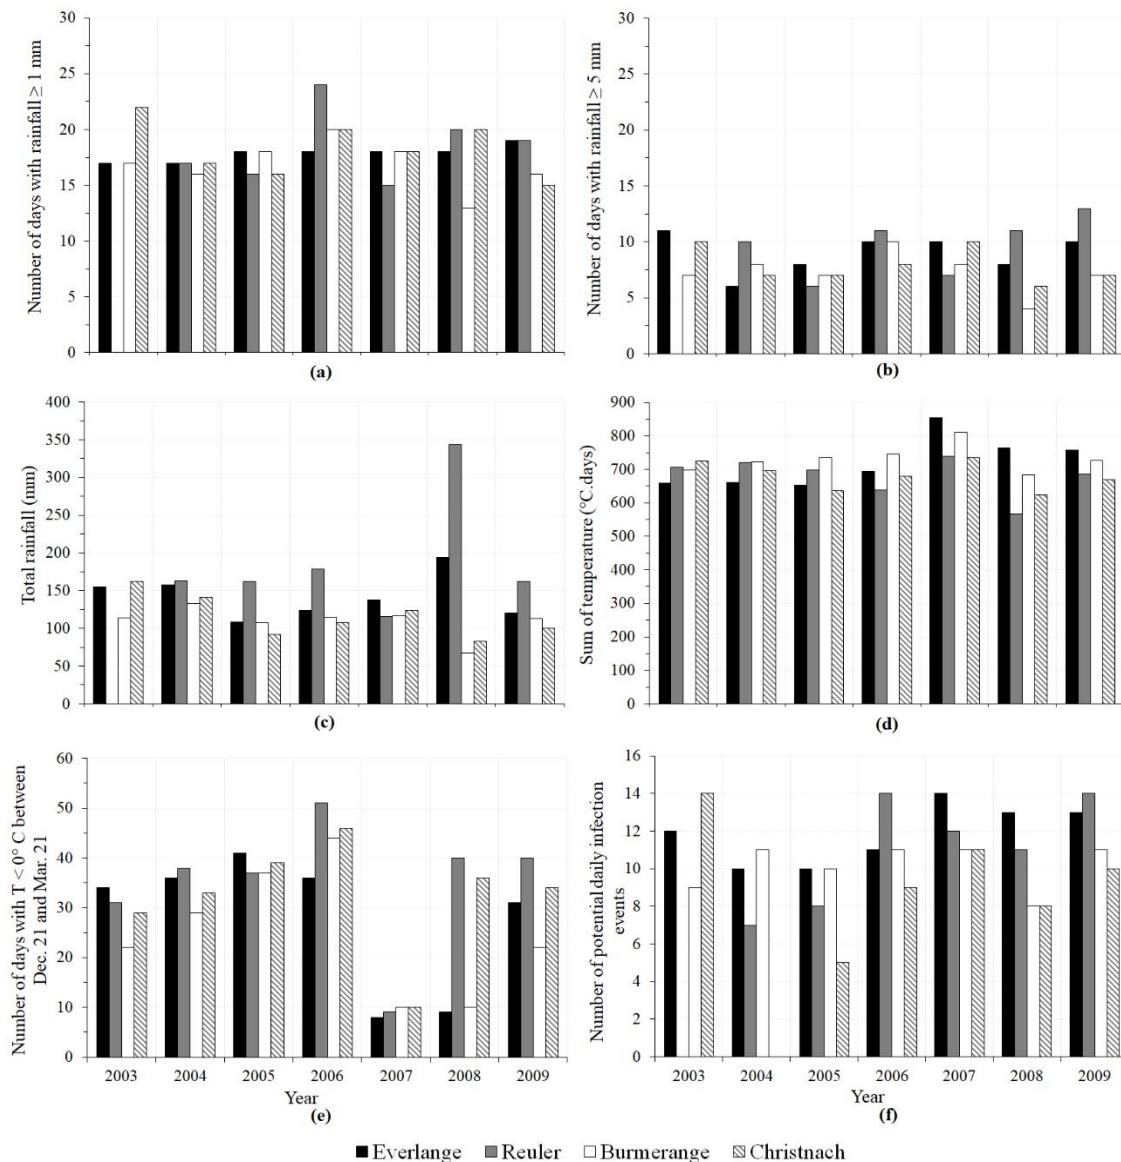 Number of days with rainfall ≥ 1 mm
30
25
20
15
10
5
0
(a)
Number of days with rainfall ≥ 5 mm
30
25
20
15
10
5
0
(b)
Total rainfall (mm)
400
350
300
250
200
150
100
50
0
(c)
Sum of temperature (°C.days)
900
800
700
600
500
400
300
200
100
0
(d)
Number of days with T < 0° C between
Dec. 21 and Mar. 21
60
50
40
30
20
10
0
2003 2004 2005 2006 2007 2008 2009
Year
(e)
Number of potential daily infection
events
16
14
12
10
8
6
4
2
0
2003 2004 2005 2006 2007 2008 2009
Year
(f)
Everlange Reuler Burmerange Christnach